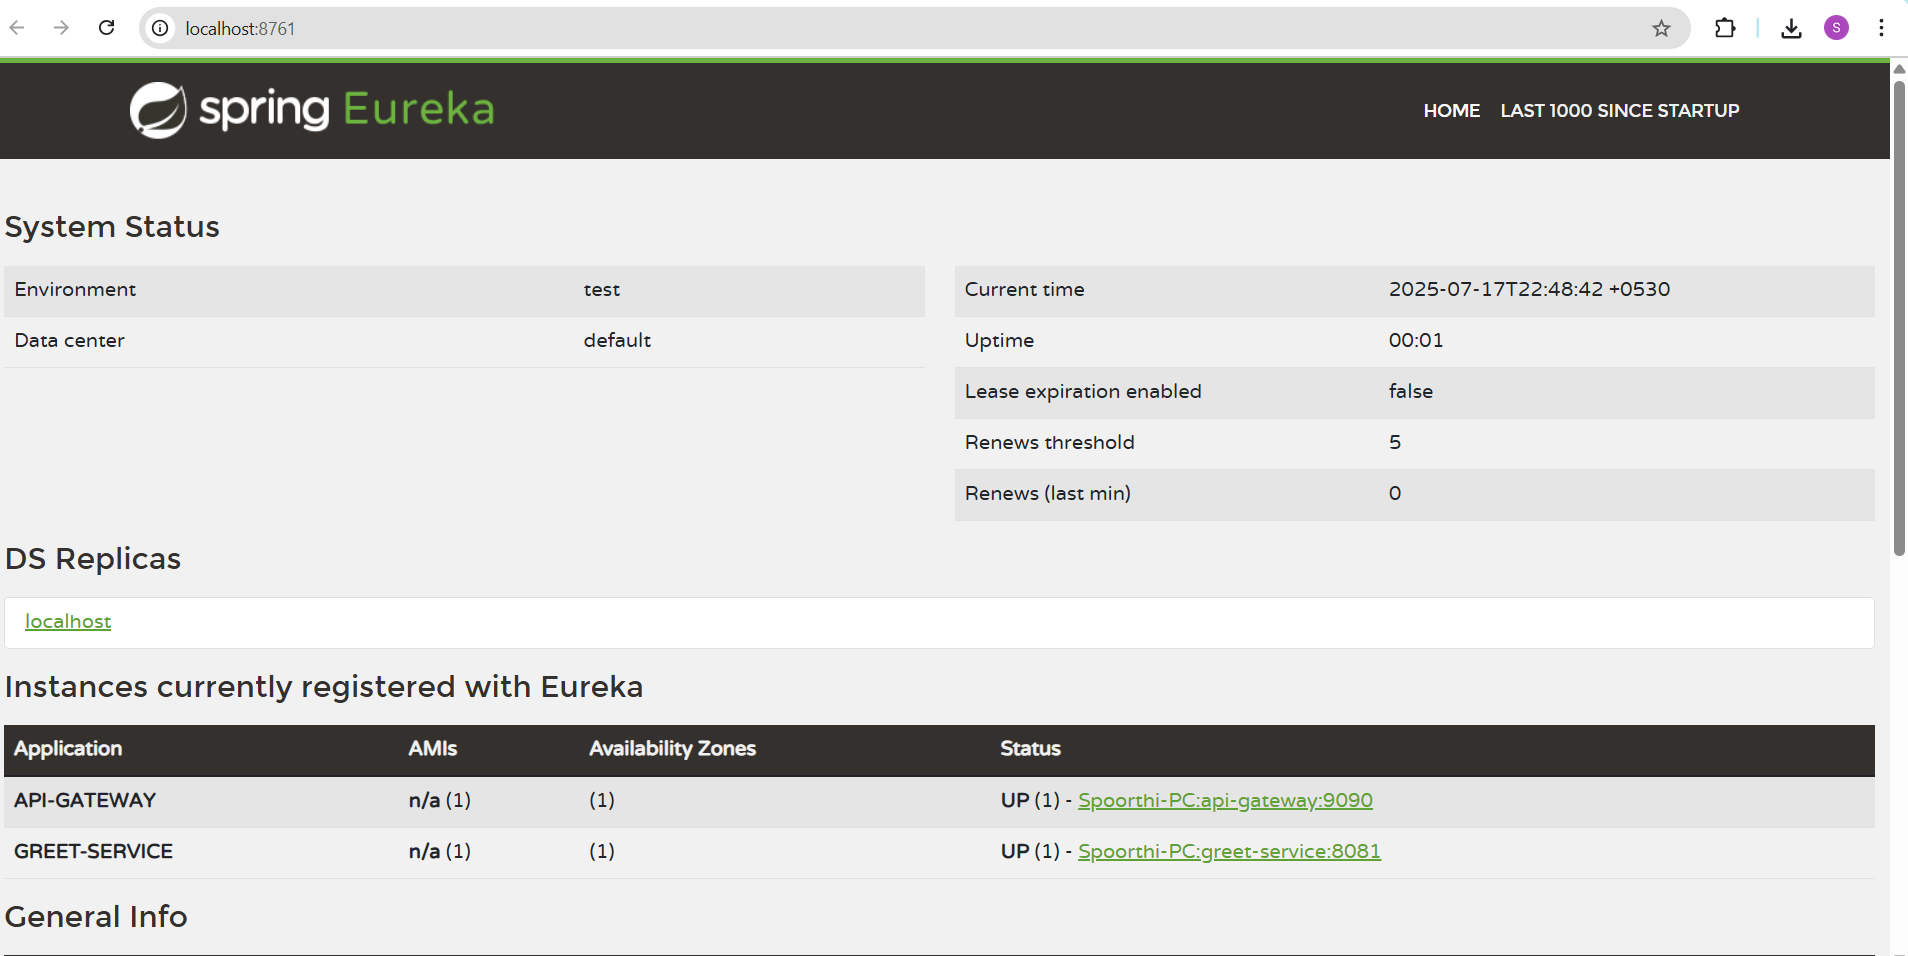 localhost:8761
S
spring Eureka
HOME LAST 1000 SINCE STARTUP
System Status
Environment test
Data center default
Current time 2025-07-17T22:48:42 +0530
Uptime 00:01
Lease expiration enabled false
Renews threshold 5
Renews (last min) 0
DS Replicas
localhost
Instances currently registered with Eureka
Application AMIs Availability Zones Status
API-GATEWAY n/a (1) (1) UP (1) - Spoorthi-PC:api-gateway:9090
GREET-SERVICE n/a (1) (1) UP (1) - Spoorthi-PC:greet-service:8081
General Info